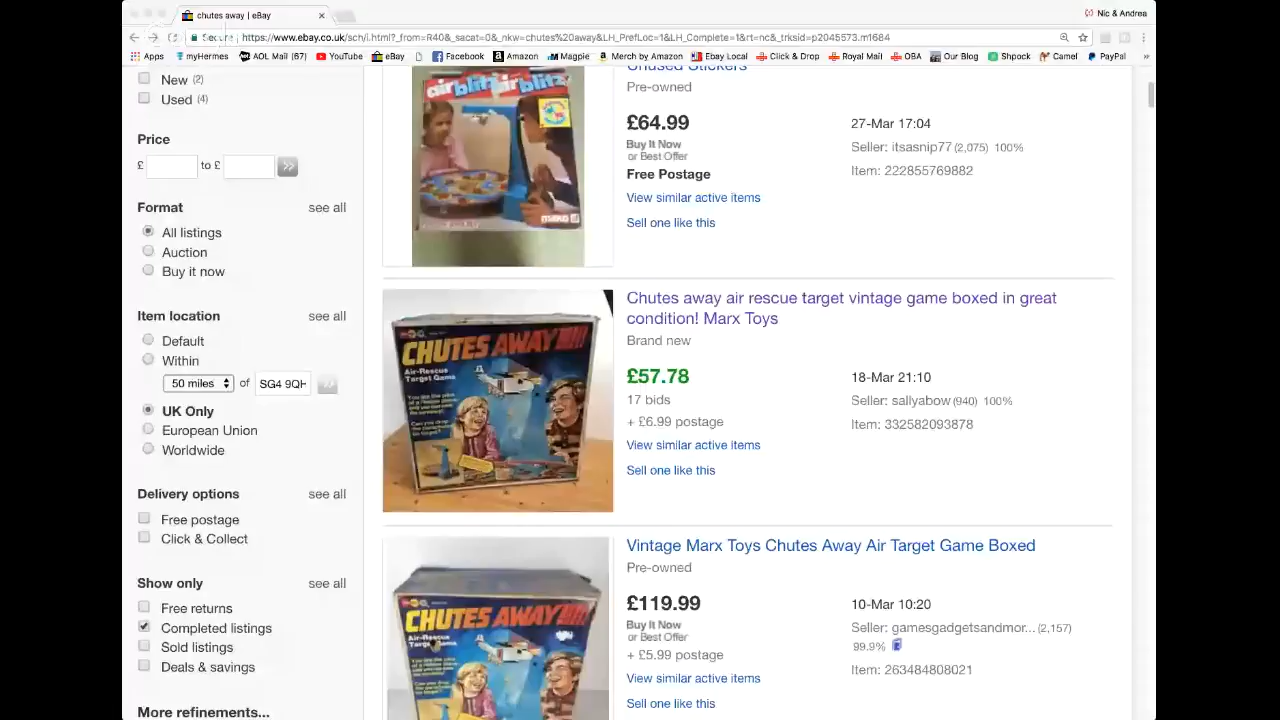 chutes away | eBay
Nic & Andrea
Secure https://www.ebay.co.uk/sch/i.html?_from=R40&_sacat=0&_nkw=chutes%20away&LH_PrefLoc=1&LH_Complete=1&rt=nc&_trksid=p2045573.m1684
Apps myHermes AOL Mail (67) YouTube eBay Facebook Amazon Magpie Merch by Amazon Ebay Local Click & Drop Royal Mail OBA Our Blog Shpock Camel PayPal »
New (2)
Used (4)
Price
£ to £
Format see all
All listings
Auction
Buy it now
Item location see all
Default
Within
50 miles of SG4 9QH
UK Only
European Union
Worldwide
Delivery options see all
Free postage
Click & Collect
Show only see all
Free returns
Completed listings
Sold listings
Deals & savings
More refinements...
air blitz air blitz
Unused Stickers
Pre-owned
£64.99
Buy It Now
or Best Offer
Free Postage
View similar active items
Sell one like this
27-Mar 17:04
Seller: itsasnip77 (2,075) 100%
Item: 222855769882
CHUTES AWAY!!!!
Air-Rescue
Target Game
Chutes away air rescue target vintage game boxed in great
condition! Marx Toys
Brand new
£57.78
17 bids
+ £6.99 postage
View similar active items
Sell one like this
18-Mar 21:10
Seller: sallyabow (940) 100%
Item: 332582093878
CHUTES AWAY!!!!
Air-Rescue
Target Game
Vintage Marx Toys Chutes Away Air Target Game Boxed
Pre-owned
£119.99
Buy It Now
or Best Offer
+ £5.99 postage
View similar active items
Sell one like this
10-Mar 10:20
Seller: gamesgadgetsandmor... (2,157)
99.9%
Item: 263484808021